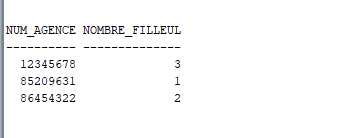 NUM_AGENCE NOMBRE_FILLEUL
---------- --------------
12345678 3
85209631 1
86454322 2